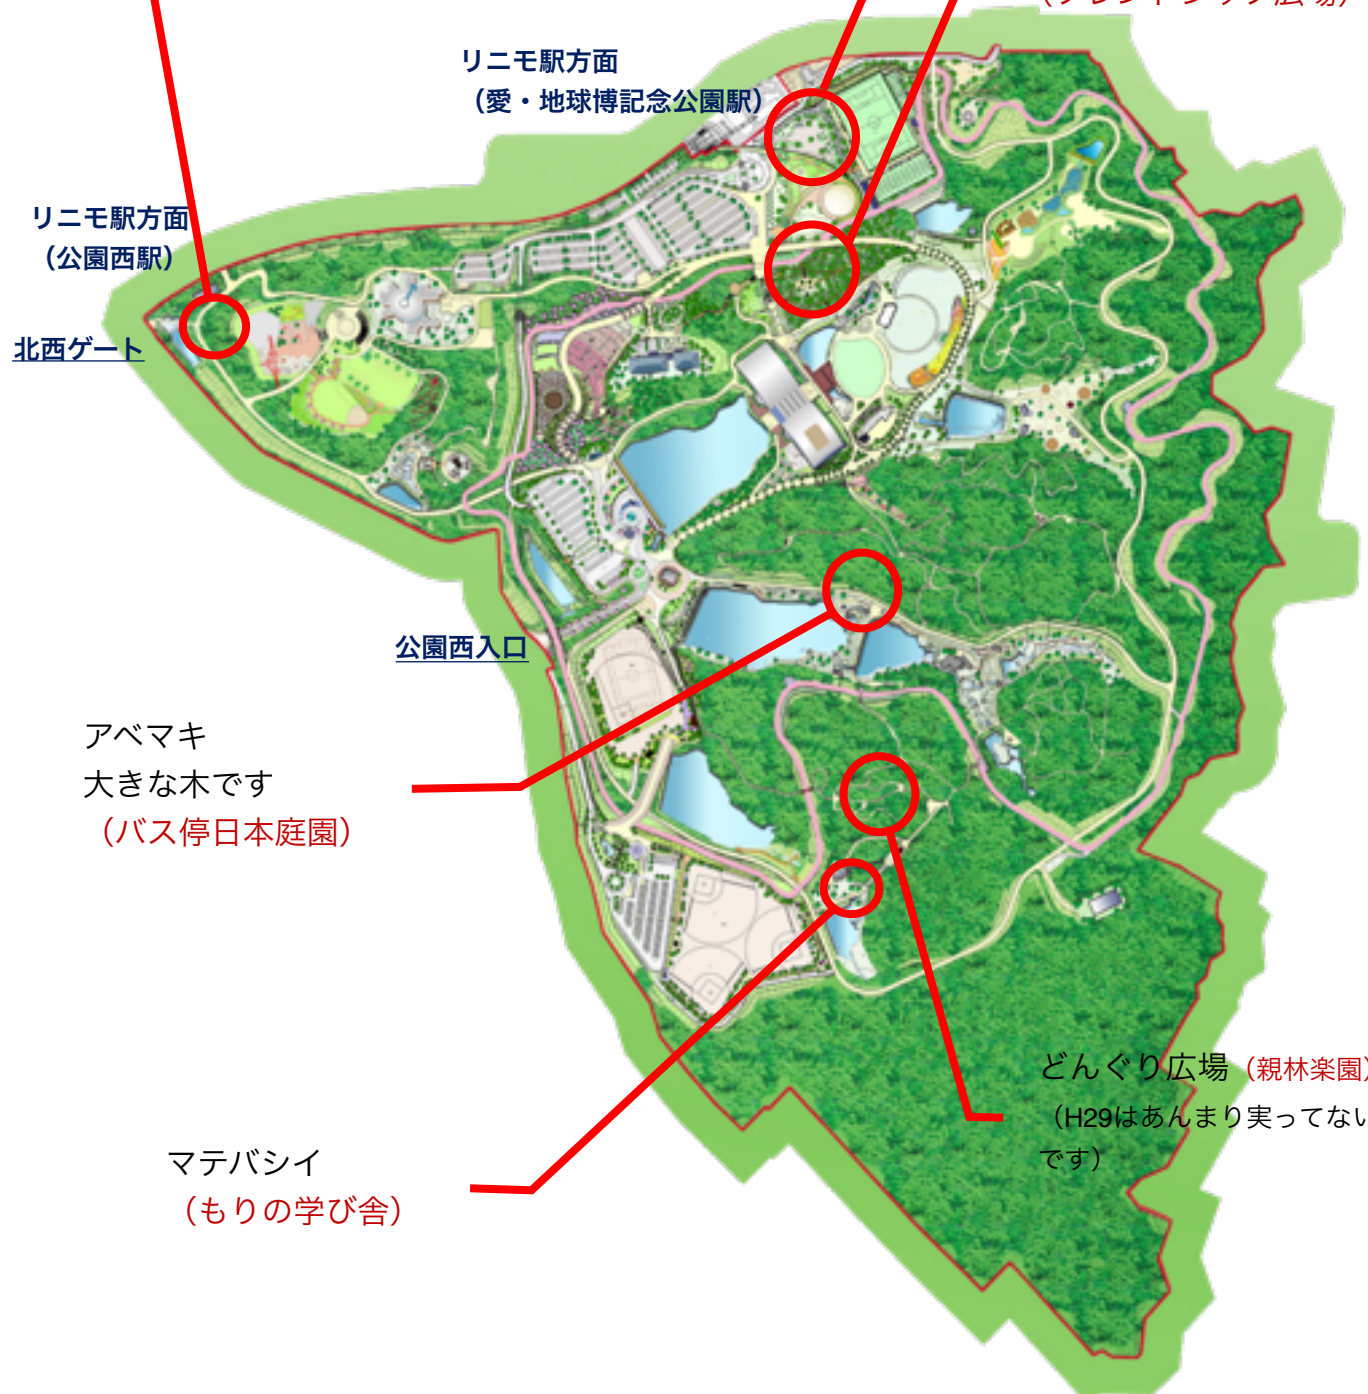 リニモ駅方面
（愛・地球博記念公園駅）
リニモ駅方面
（公園西駅）
北西ゲート
公園西入口
アベマキ
大きな木です
（バス停日本庭園）
どんぐり広場（親林楽園）
（H29はあんまり実ってない
です）
マテバシイ
（もりの学び舎）